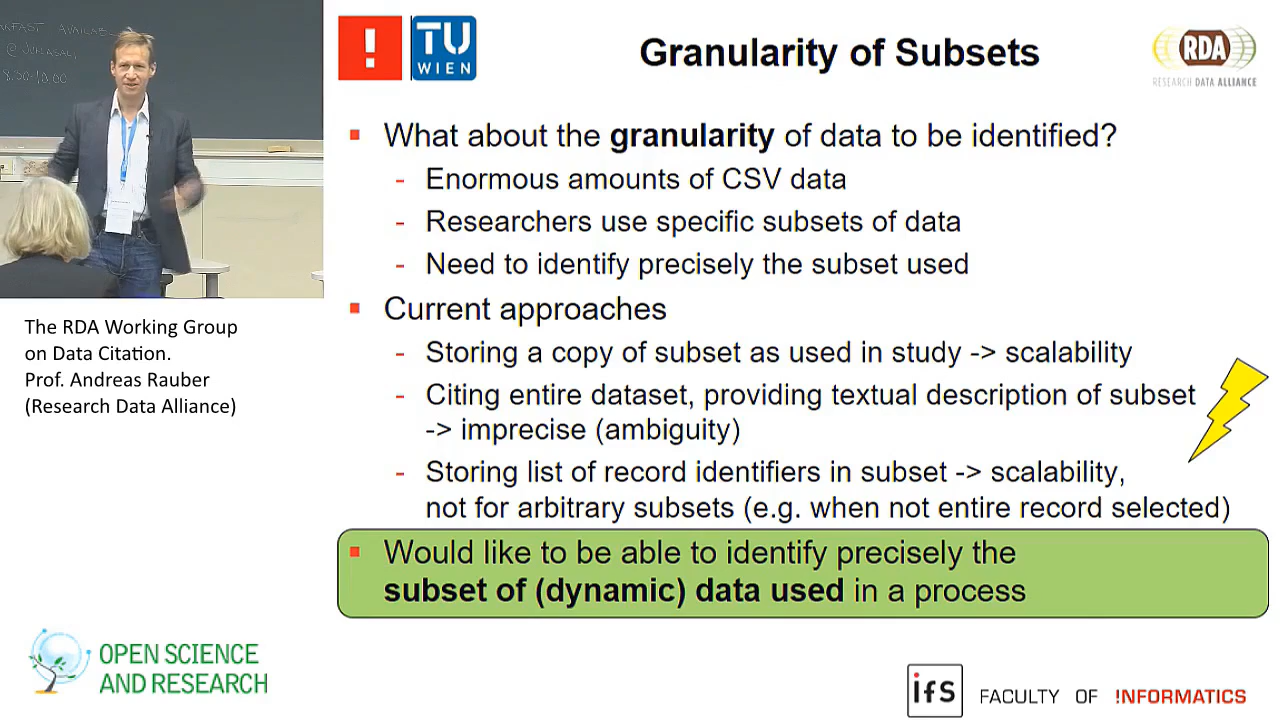 @
8.00-10.00
!
TU
WIEN
Granularity of Subsets
RDA
RESEARCH DATA ALLIANCE
What about the granularity of data to be identified?
- Enormous amounts of CSV data
- Researchers use specific subsets of data
- Need to identify precisely the subset used
Current approaches
- Storing a copy of subset as used in study -> scalability
- Citing entire dataset, providing textual description of subset
-> imprecise (ambiguity)
- Storing list of record identifiers in subset -> scalability,
not for arbitrary subsets (e.g. when not entire record selected)
Would like to be able to identify precisely the
subset of (dynamic) data used in a process
The RDA Working Group
on Data Citation.
Prof. Andreas Rauber
(Research Data Alliance)
OPEN SCIENCE
AND RESEARCH
ifs
FACULTY OF !NFORMATICS